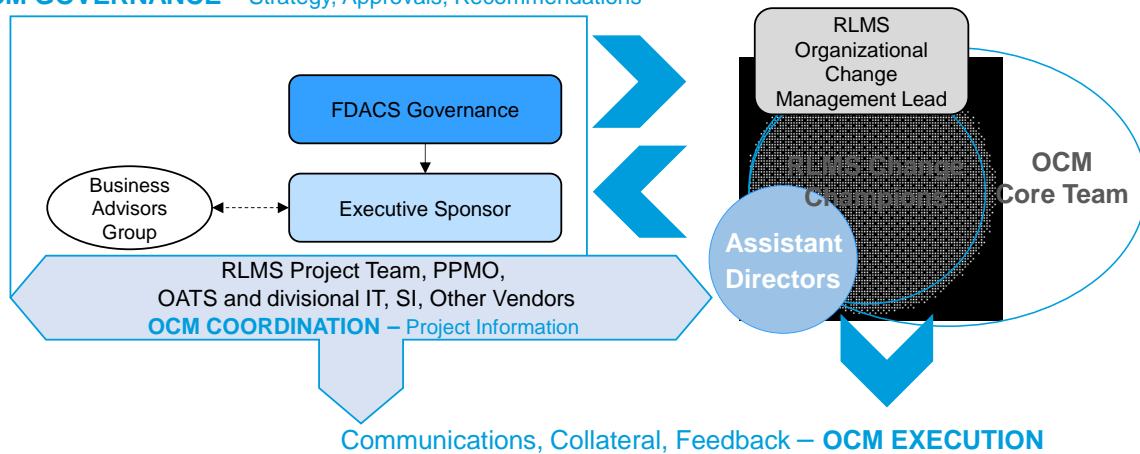 GOVERNANCE – Strategy, Approvals, Recommendations
FDACS Governance
Business
Advisors
Group
Executive Sponsor
RLMS Project Team, PPMO,
OATS and divisional IT, SI, Other Vendors
OCM COORDINATION – Project Information
RLMS
Organizational
Change
Management Lead
RLMS Change
Champions
OCM
Core Team
Assistant
Directors
Communications, Collateral, Feedback – OCM EXECUTION